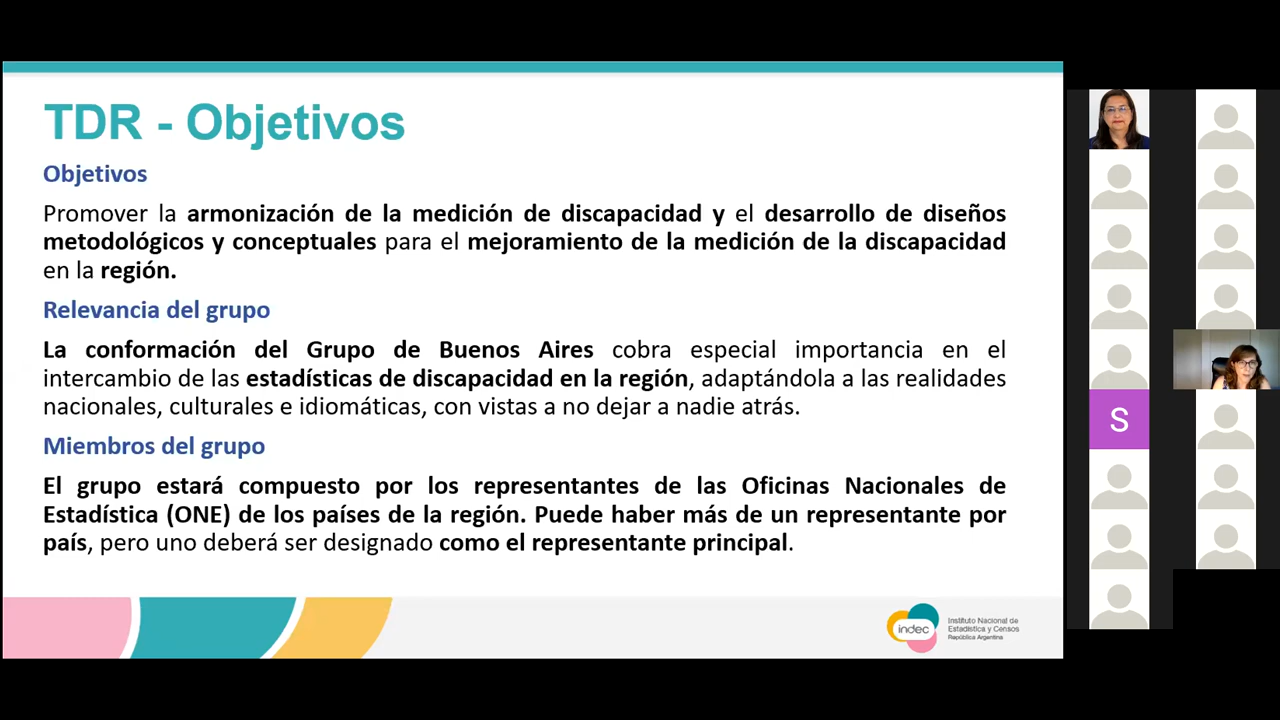 TDR - Objetivos
Objetivos
Promover la armonización de la medición de discapacidad y el desarrollo de diseños
metodológicos y conceptuales para el mejoramiento de la medición de la discapacidad
en la región.
Relevancia del grupo
La conformación del Grupo de Buenos Aires cobra especial importancia en el
intercambio de las estadísticas de discapacidad en la región, adaptándola a las realidades
nacionales, culturales e idiomáticas, con vistas a no dejar a nadie atrás.
Miembros del grupo
El grupo estará compuesto por los representantes de las Oficinas Nacionales de
Estadística (ONE) de los países de la región. Puede haber más de un representante por
país, pero uno deberá ser designado como el representante principal.
indec
Instituto Nacional de
Estadística y Censos
República Argentina
S